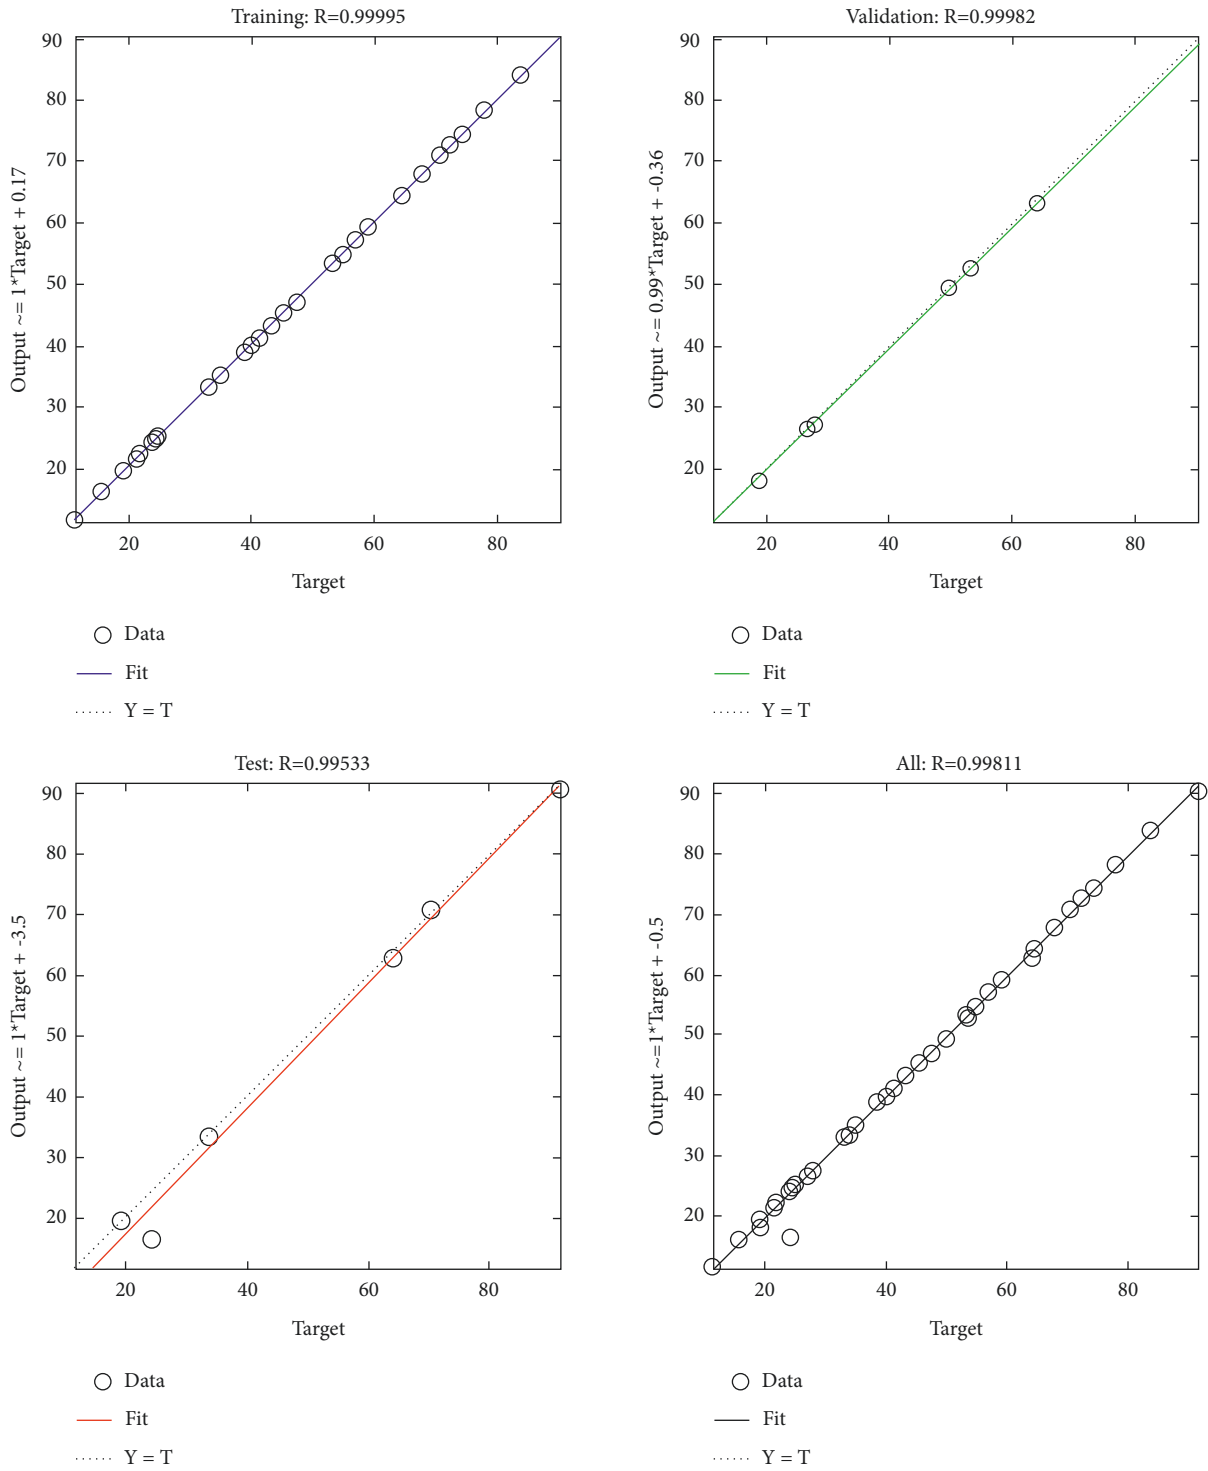 Training: R=0.99995
Output ~= 1*Target + 0.17
90
80
70
60
50
40
30
20
20 40 60 80
Target
Data
Fit
Y = T
Validation: R=0.99982
Output ~= 0.99*Target + -0.36
90
80
70
60
50
40
30
20
20 40 60 80
Target
Data
Fit
Y = T
Test: R=0.99533
Output ~= 1*Target + -3.5
90
80
70
60
50
40
30
20
20 40 60 80
Target
Data
Fit
Y = T
All: R=0.99811
Output ~=1*Target + -0.5
90
80
70
60
50
40
30
20
20 40 60 80
Target
Data
Fit
Y = T